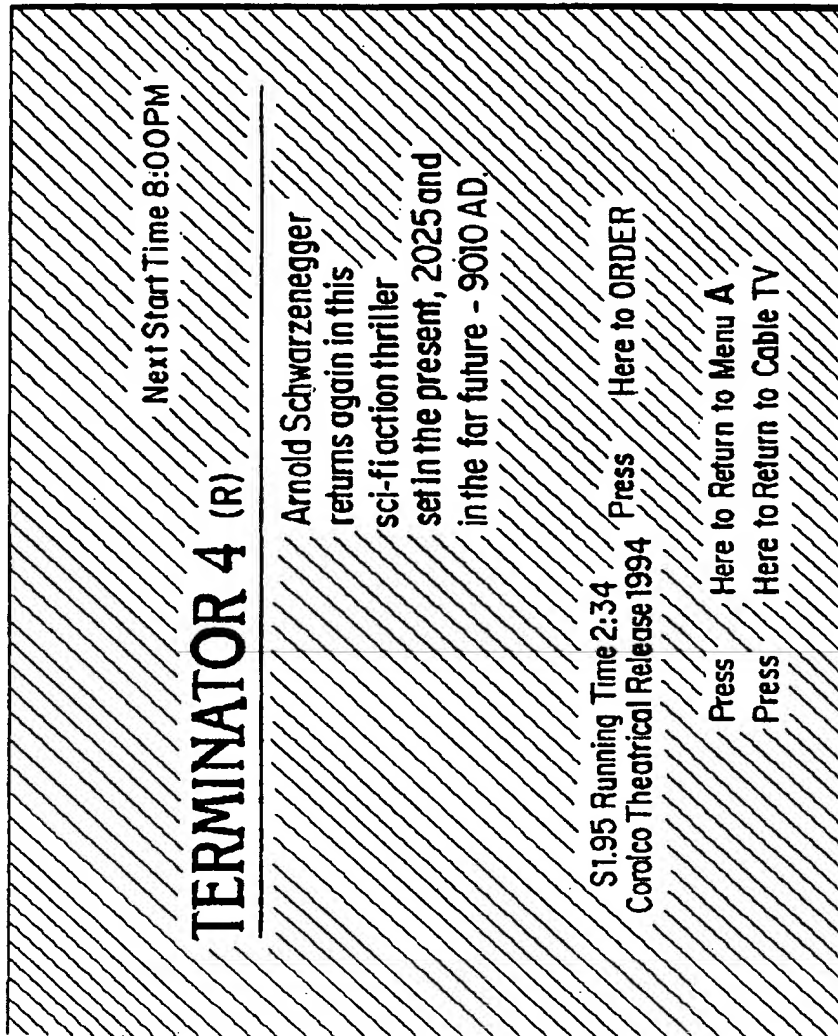 Next Start Time 8:00PM
TERMINATOR 4 (R)
Arnold Schwarzenegger
returns again in this
sci-fi action thriller
set in the present, 2025 and
in the far future - 9010 AD.
$1.95 Running Time 2:34
Carolco Theatrical Release 1994
Press Here to ORDER
Press Here to Return to Menu A
Press Here to Return to Cable TV